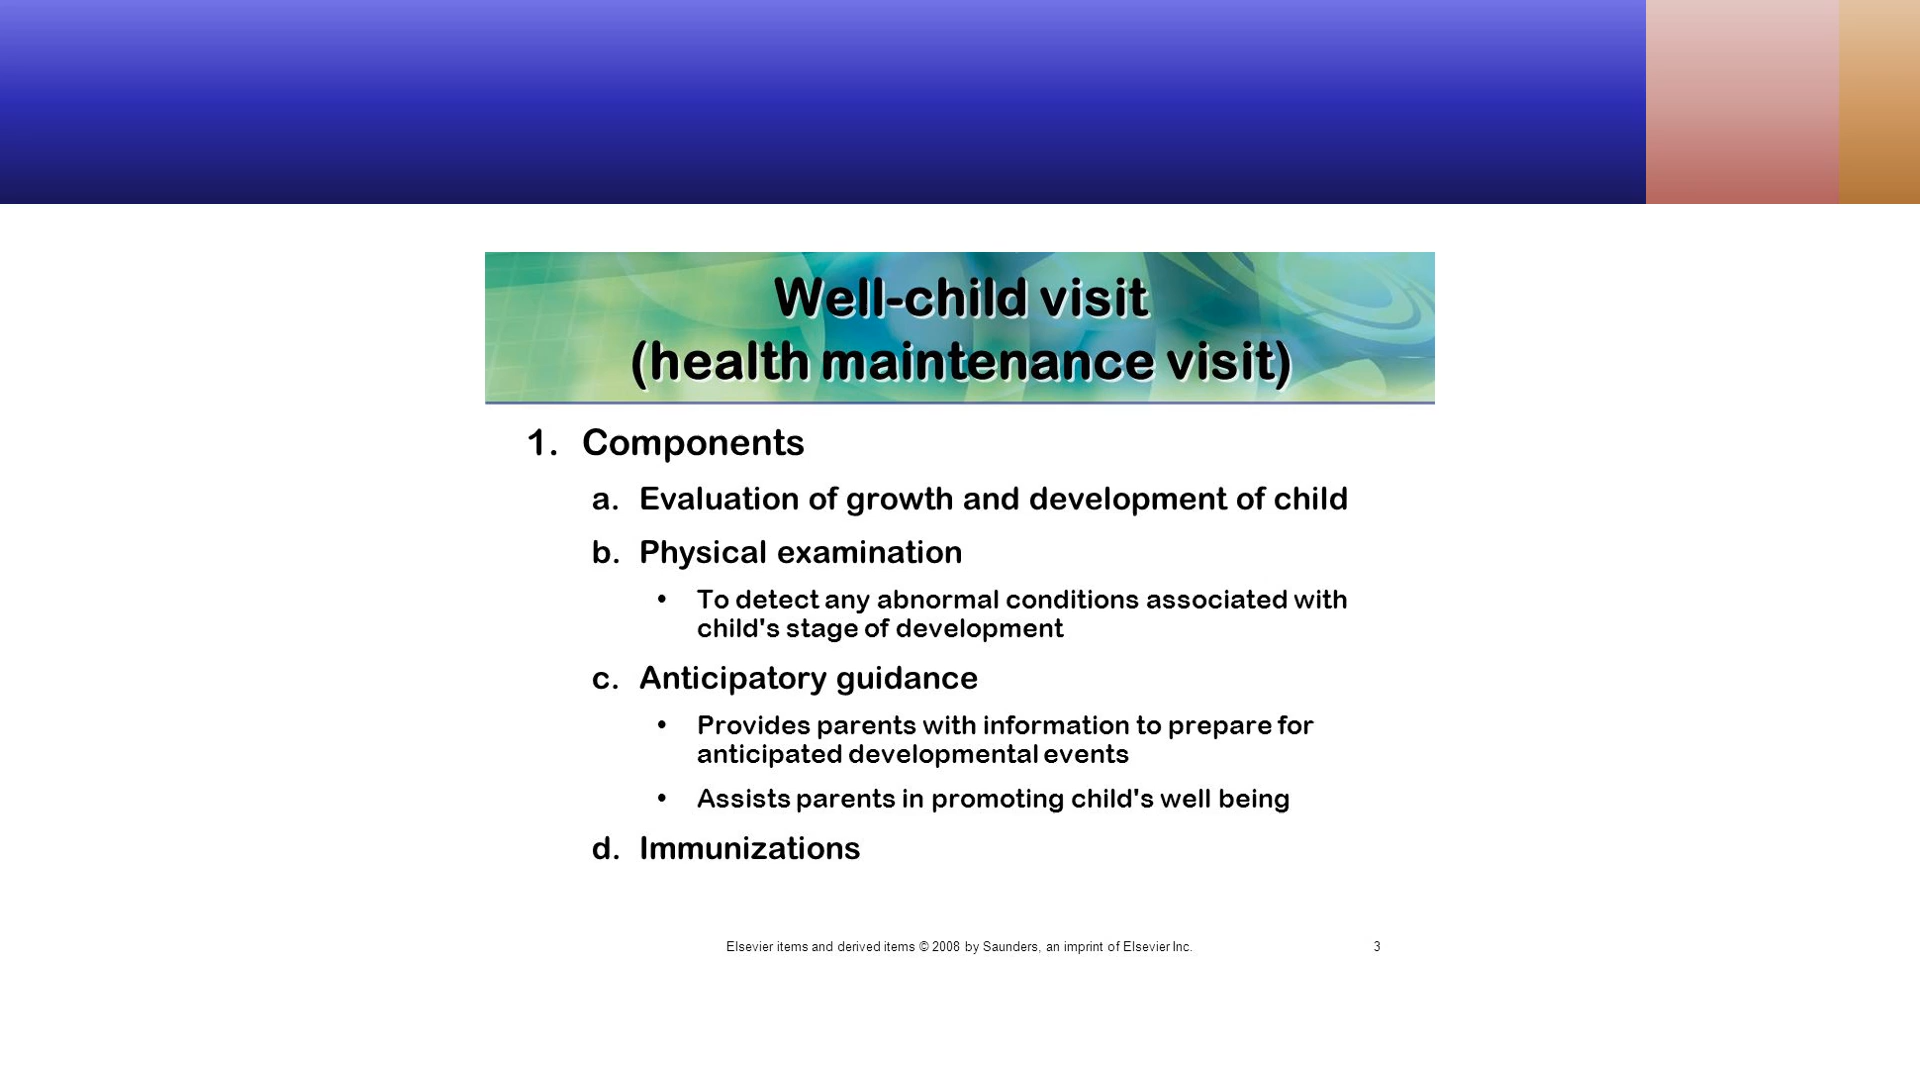 Well-child visit
(health maintenance visit)
1. Components
a. Evaluation of growth and development of child
b. Physical examination
• To detect any abnormal conditions associated with
child's stage of development
c. Anticipatory guidance
• Provides parents with information to prepare for
anticipated developmental events
• Assists parents in promoting child's well being
d. Immunizations
Elsevier items and derived items © 2008 by Saunders, an imprint of Elsevier Inc. 3